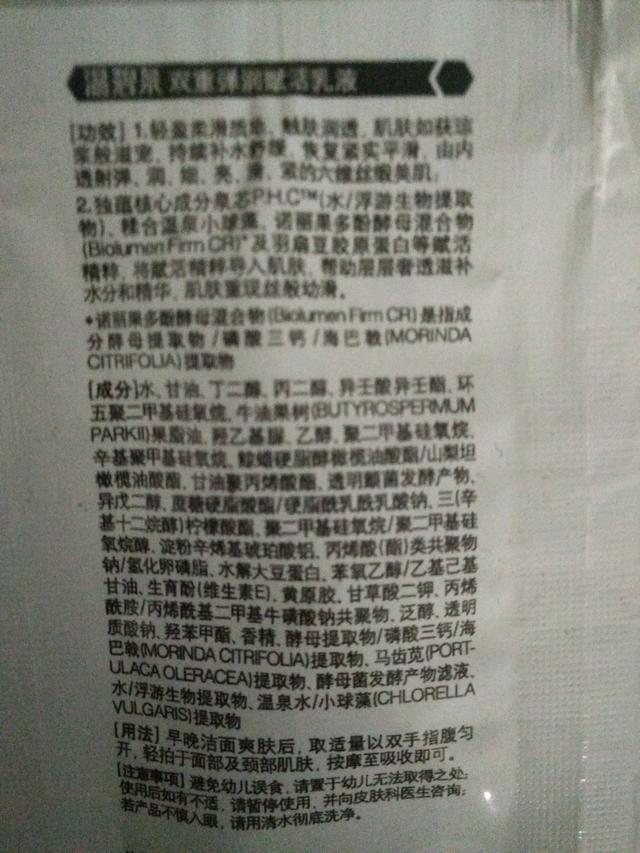 温碧泉 双重弹润赋活乳液
[功效] 1.轻盈柔滑质地，触肤润透，肌肤如获琼
浆般滋宠，持续补水舒缓，恢复紧实平滑，由内
透射弹、润、细、亮、滑、紧的六维丝缎美肌；
2.独蕴核心成分泉芯P.H.C™(水/浮游生物提取
物)，糅合温泉小球藻、诺丽果多酚酵母混合物
(Biolumen Firm CR)*及羽扇豆胶原蛋白等赋活
精粹，将赋活精粹导入肌肤，帮助层层奢透滋补
水分和精华，肌肤重现丝般幼滑。
*诺丽果多酚酵母混合物(Biolumen Firm CR)是指成
分酵母提取物/磷酸三钙/海巴戟(MORINDA
CITRIFOLIA)提取物
[成分]水、甘油、丁二醇、丙二醇、异壬酸异壬酯、环
五聚二甲基硅氧烷、牛油果树(BUTYROSPERMUM
PARKII)果脂油、羟乙基脲、乙醇、聚二甲基硅氧烷、
辛基聚甲基硅氧烷、鲸蜡硬脂醇橄榄油酸酯/山梨坦
橄榄油酸酯、甘油聚丙烯酸酯、透明颤菌发酵产物、
异戊二醇、蔗糖硬脂酸酯/硬脂酰乳酰乳酸钠、三(辛
基十二烷醇)柠檬酸酯、聚二甲基硅氧烷/聚二甲基硅
氧烷醇、淀粉辛烯基琥珀酸铝、丙烯酸(酯)类共聚物
钠/氢化卵磷脂、水解大豆蛋白、苯氧乙醇/乙基己基
甘油、生育酚(维生素E)、黄原胶、甘草酸二钾、丙烯
酰胺/丙烯酰基二甲基牛磺酸钠共聚物、泛醇、透明
质酸钠、羟苯甲酯、香精、酵母提取物/磷酸三钙/海
巴戟(MORINDA CITRIFOLIA)提取物、马齿苋(PORT-
ULACA OLERACEA)提取物、酵母菌发酵产物滤液、
水/浮游生物提取物、温泉水/小球藻(CHLORELLA
VULGARIS)提取物
[用法] 早晚洁面爽肤后，取适量以双手指腹匀
开，轻拍于面部及颈部肌肤，按摩至吸收即可。
[注意事项] 避免幼儿误食，请置于幼儿无法取得之处；
使用后如有不适，请暂停使用，并向皮肤科医生咨询；
若产品不慎入眼，请用清水彻底洗净。